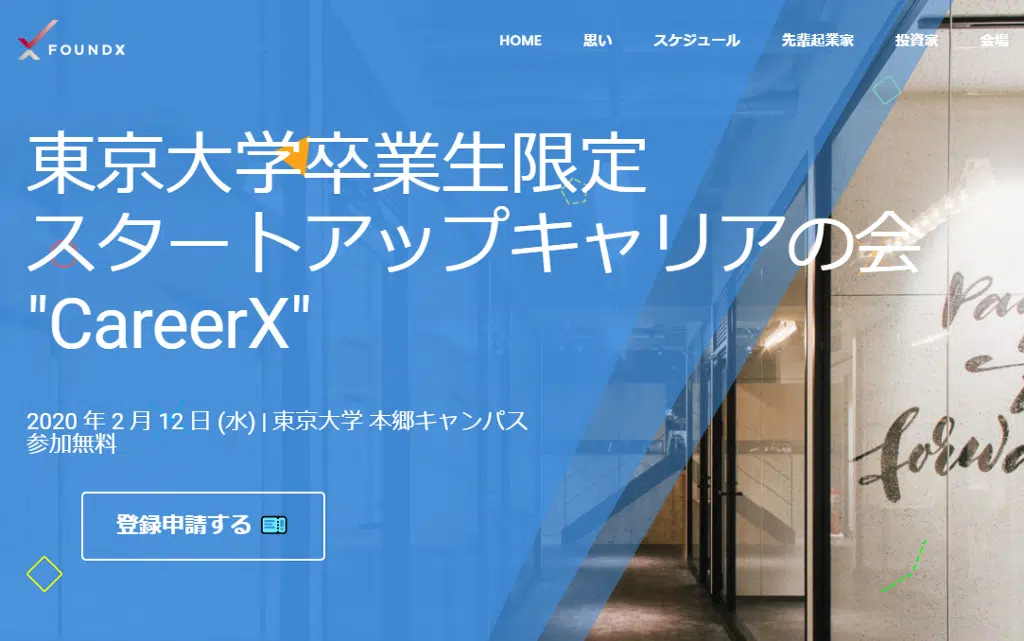 FOUNDX
HOME 思い スケジュール 先輩起業家 投資家 会場
東京大学卒業生限定
スタートアップキャリアの会
"CareerX"
2020 年 2 月 12 日 (水) | 東京大学 本郷キャンパス
参加無料
登録申請する